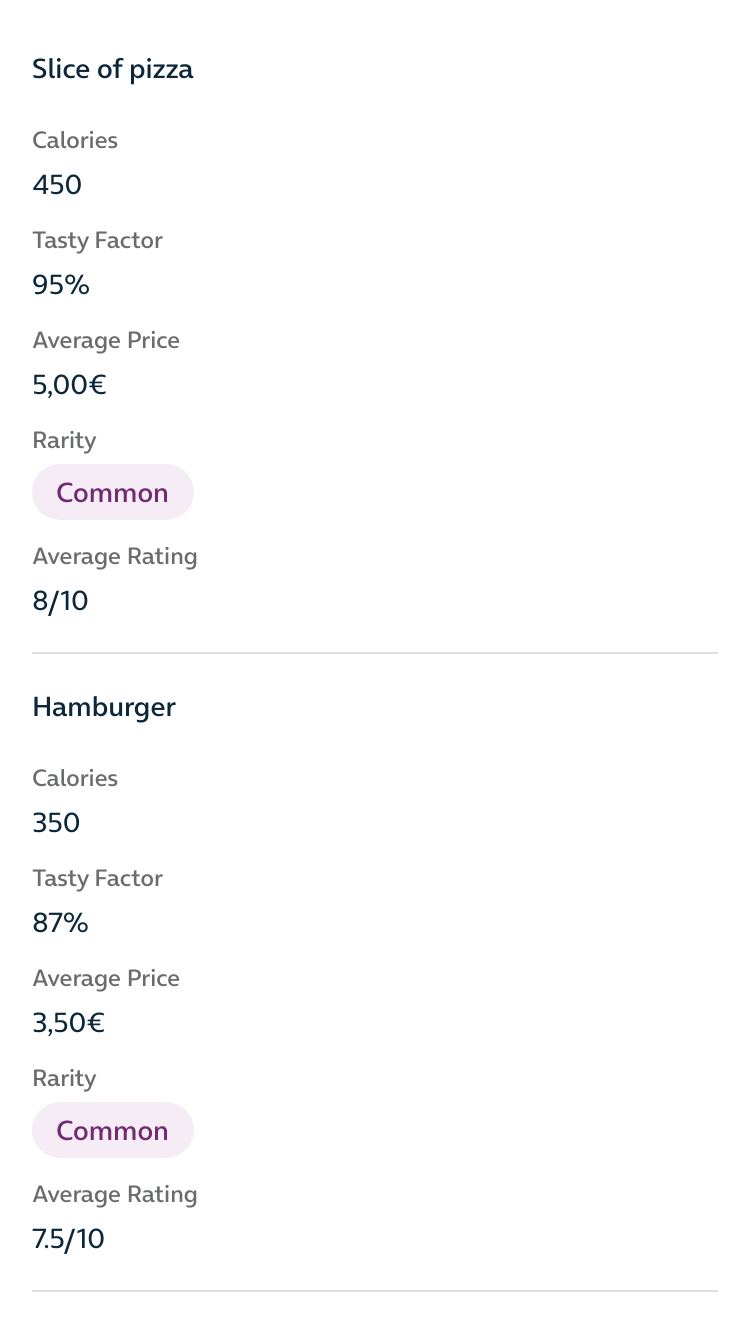 Slice of pizza
Calories
450
Tasty Factor
95%
Average Price
5,00€
Rarity
Common
Average Rating
8/10
Hamburger
Calories
350
Tasty Factor
87%
Average Price
3,50€
Rarity
Common
Average Rating
7.5/10